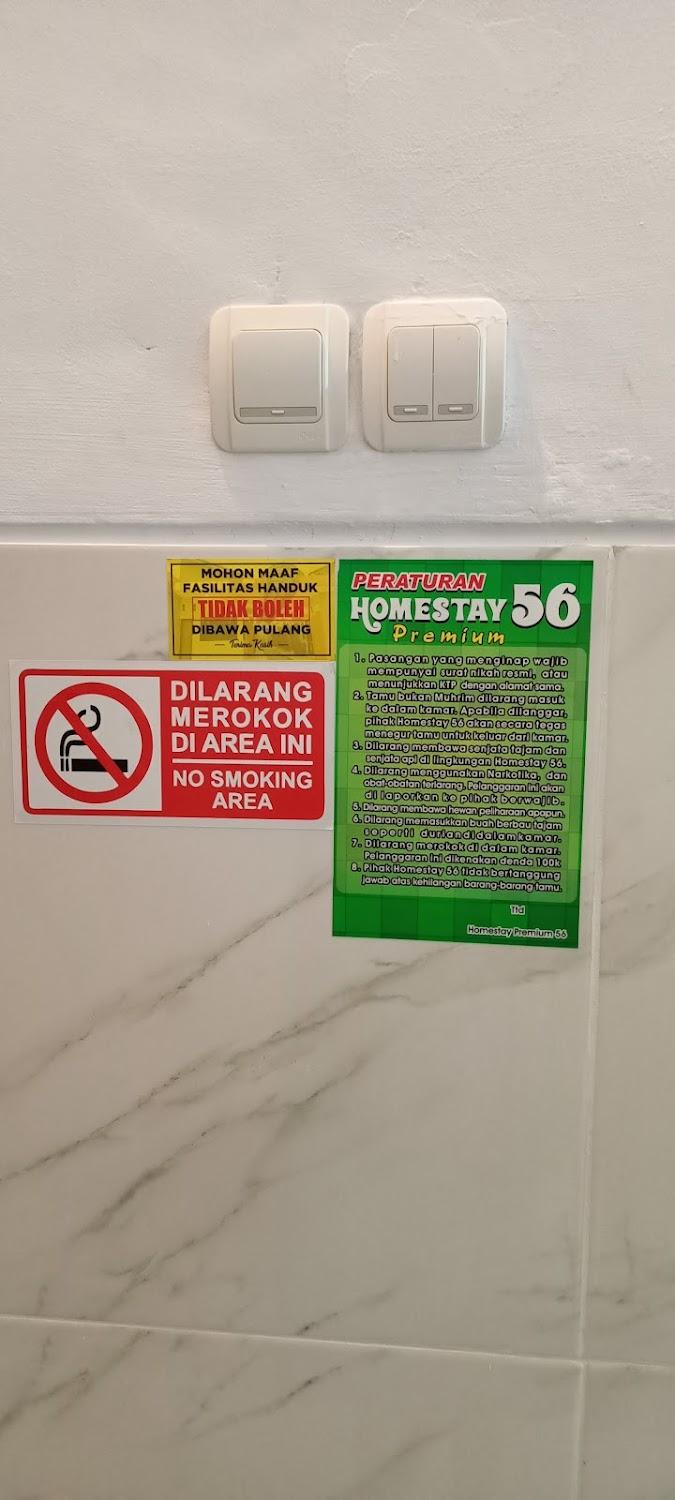 MOHON MAAF
FASILITAS HANDUK
TIDAK BOLEH
DIBAWA PULANG
Terima Kasih
DILARANG
MEROKOK
DI AREA INI
NO SMOKING
AREA
PERATURAN
HOMESTAY 56
Premium
1. Pasangan yang menginap wajib
mempunyai surat nikah resmi, atau
menunjukkan KTP dengan alamat sama.
2. Tamu bukan Muhrim dilarang masuk
ke dalam kamar. Apabila dilanggar,
pihak Homestay 56 akan secara tegas
menegur tamu untuk keluar dari kamar.
3. Dilarang membawa senjata tajam dan
senjata api di lingkungan Homestay 56.
4. Dilarang menggunakan Narkotika, dan
obat-obatan terlarang. Pelanggaran ini akan
di laporkan ke pihak berwajib.
5. Dilarang membawa hewan peliharaan apapun.
6. Dilarang memasukkan buah berbau tajam
seperti durian di dalam kamar.
7. Dilarang merokok di dalam kamar.
Pelanggaran ini dikenakan denda 100k
8. Pihak Homestay 56 tidak bertanggung
jawab atas kehilangan barang-barang tamu.
Ttd
Homestay Premium 56